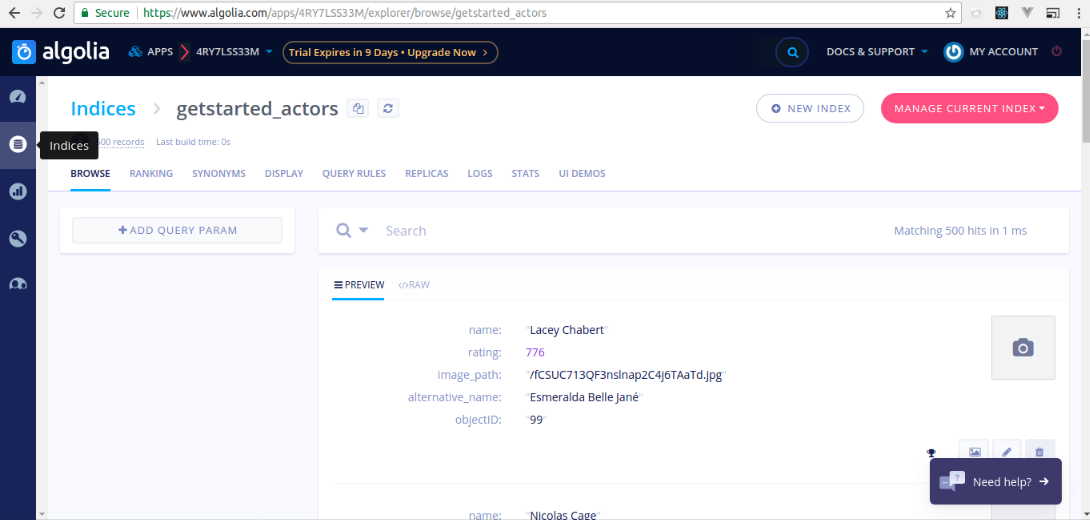 Secure https://www.algolia.com/apps/4RY7LSS33M/explorer/browse/getstarted_actors
algolia APPS 4RY7LSS33M Trial Expires in 9 Days • Upgrade Now > DOCS & SUPPORT MY ACCOUNT
Indices > getstarted_actors NEW INDEX MANAGE CURRENT INDEX
Indices 500 records Last build time: 0s
BROWSE RANKING SYNONYMS DISPLAY QUERY RULES REPLICAS LOGS STATS UI DEMOS
+ ADD QUERY PARAM Search Matching 500 hits in 1 ms
PREVIEW </>RAW
name: "Lacey Chabert"
rating: 776
image_path: "/fCSUC713QF3nslnap2C4j6TAaTd.jpg"
alternative_name: "Esmeralda Belle Jané"
objectID: "99"
Need help? →
name: "Nicolas Cage"